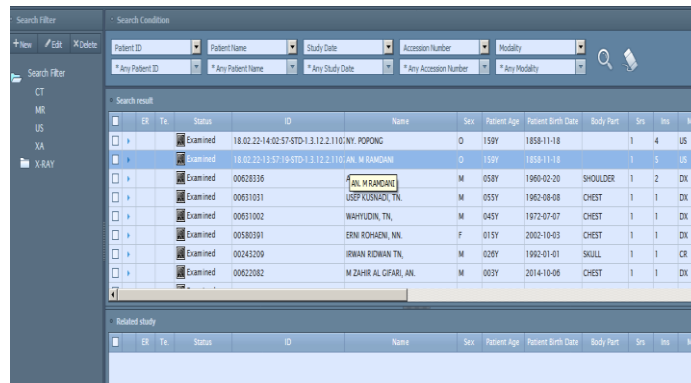 Search Filter
Search Condition
+New Edit XDelete
Patient ID Patient Name Study Date Accession Number Modality
* Any Patient ID * Any Patient Name * Any Study Date * Any Accession Number * Any Modality
Search Filter
CT
MR
US
XA
X-RAY
Search result
ER Te. Status ID Name Sex Patient Age Patient Birth Date Body Part Srs Ins M
Examined 18.02.22-14:02:57-STD-1.3.12.2.1107 NY. POPONG O 159Y 1858-11-18 1 4 US
Examined 18.02.22-13:57:19-STD-1.3.12.2.1107 AN. M RAMDANI O 159Y 1858-11-18 1 5 US
Examined 00628336 A M 058Y 1960-02-20 SHOULDER 1 2 DX
AN. M RAMDANI
Examined 00631031 USEP KUSNADI, TN. M 055Y 1962-08-08 CHEST 1 1 DX
Examined 00631002 WAHYUDIN, TN, M 045Y 1972-07-07 CHEST 1 1 DX
Examined 00580391 ERNI ROHAENI, NN. F 015Y 2002-10-03 CHEST 1 1 DX
Examined 00243209 IRWAN RIDWAN TN, M 026Y 1992-01-01 SKULL 1 1 CR
Examined 00622082 M ZAHIR AL GIFARI, AN. M 003Y 2014-10-06 CHEST 1 1 DX
Related study
ER Te. Status ID Name Sex Patient Age Patient Birth Date Body Part Srs Ins M